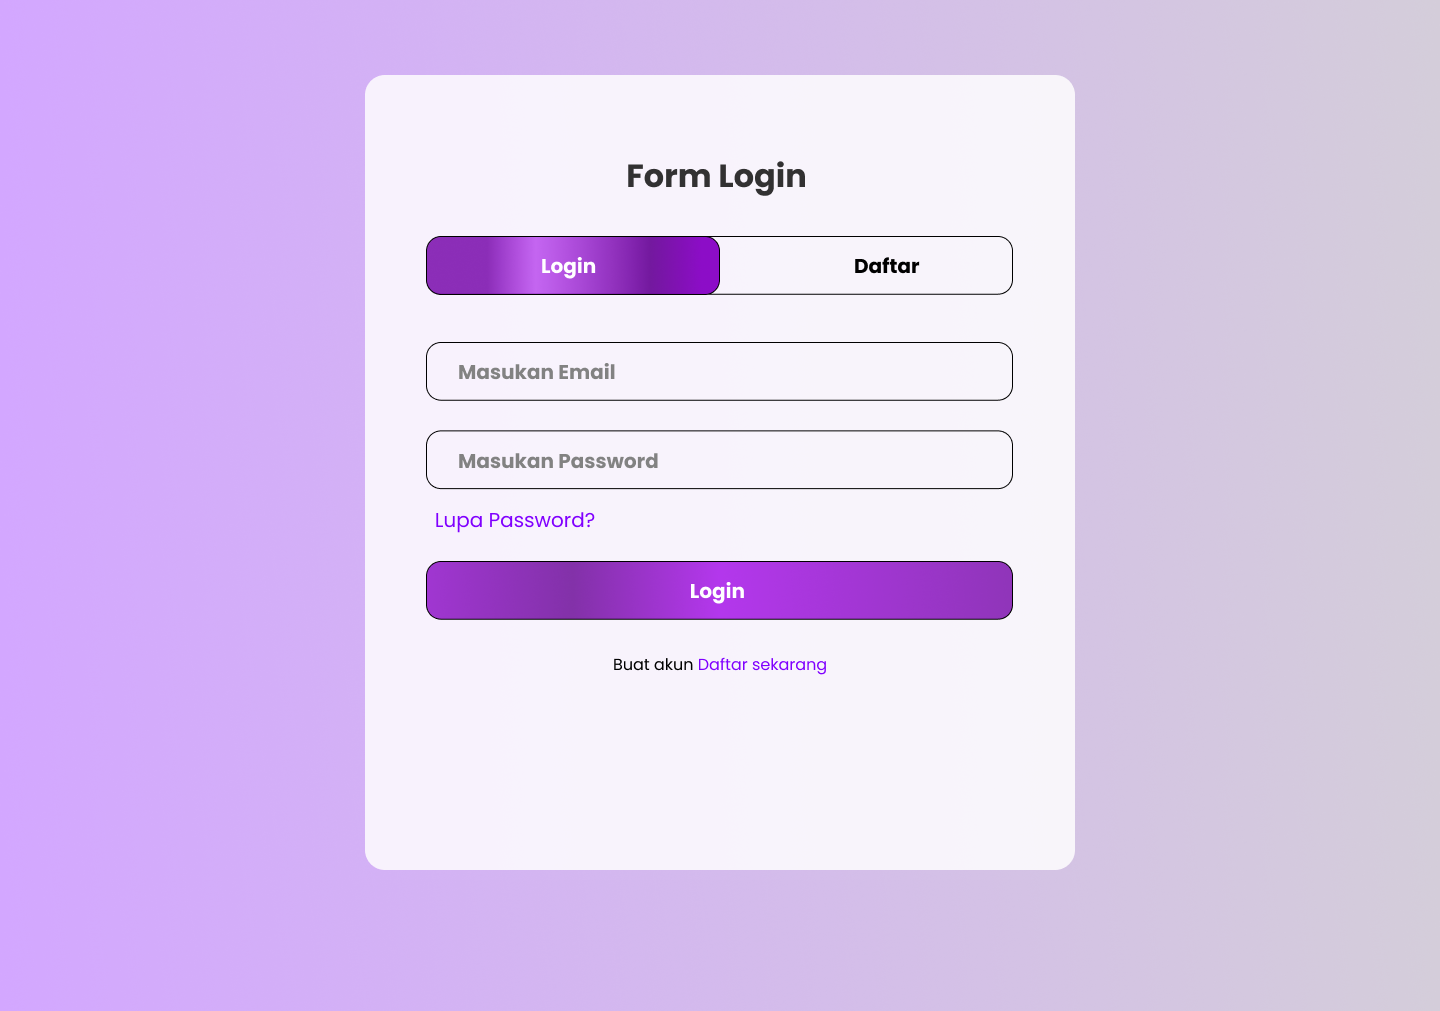 Form Login
Login Daftar
Masukan Email
Masukan Password
Lupa Password?
Login
Buat akun Daftar sekarang